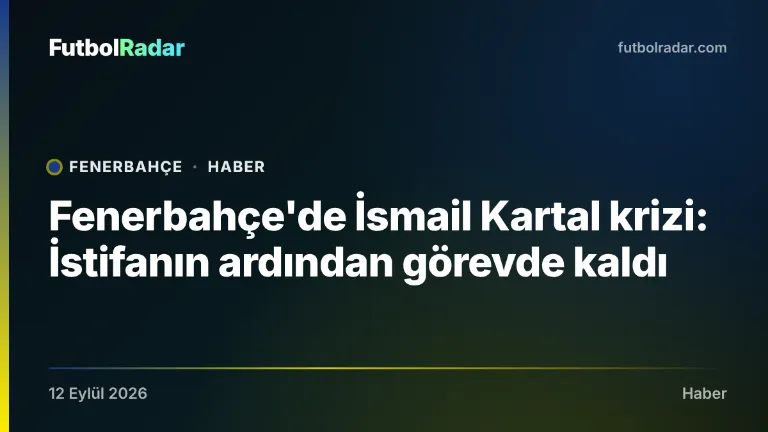 FutbolRadar
futbolradar.com
FENERBAHÇE · HABER
Fenerbahçe'de İsmail Kartal krizi:
İstifanın ardından görevde kaldı
12 Eylül 2026
Haber